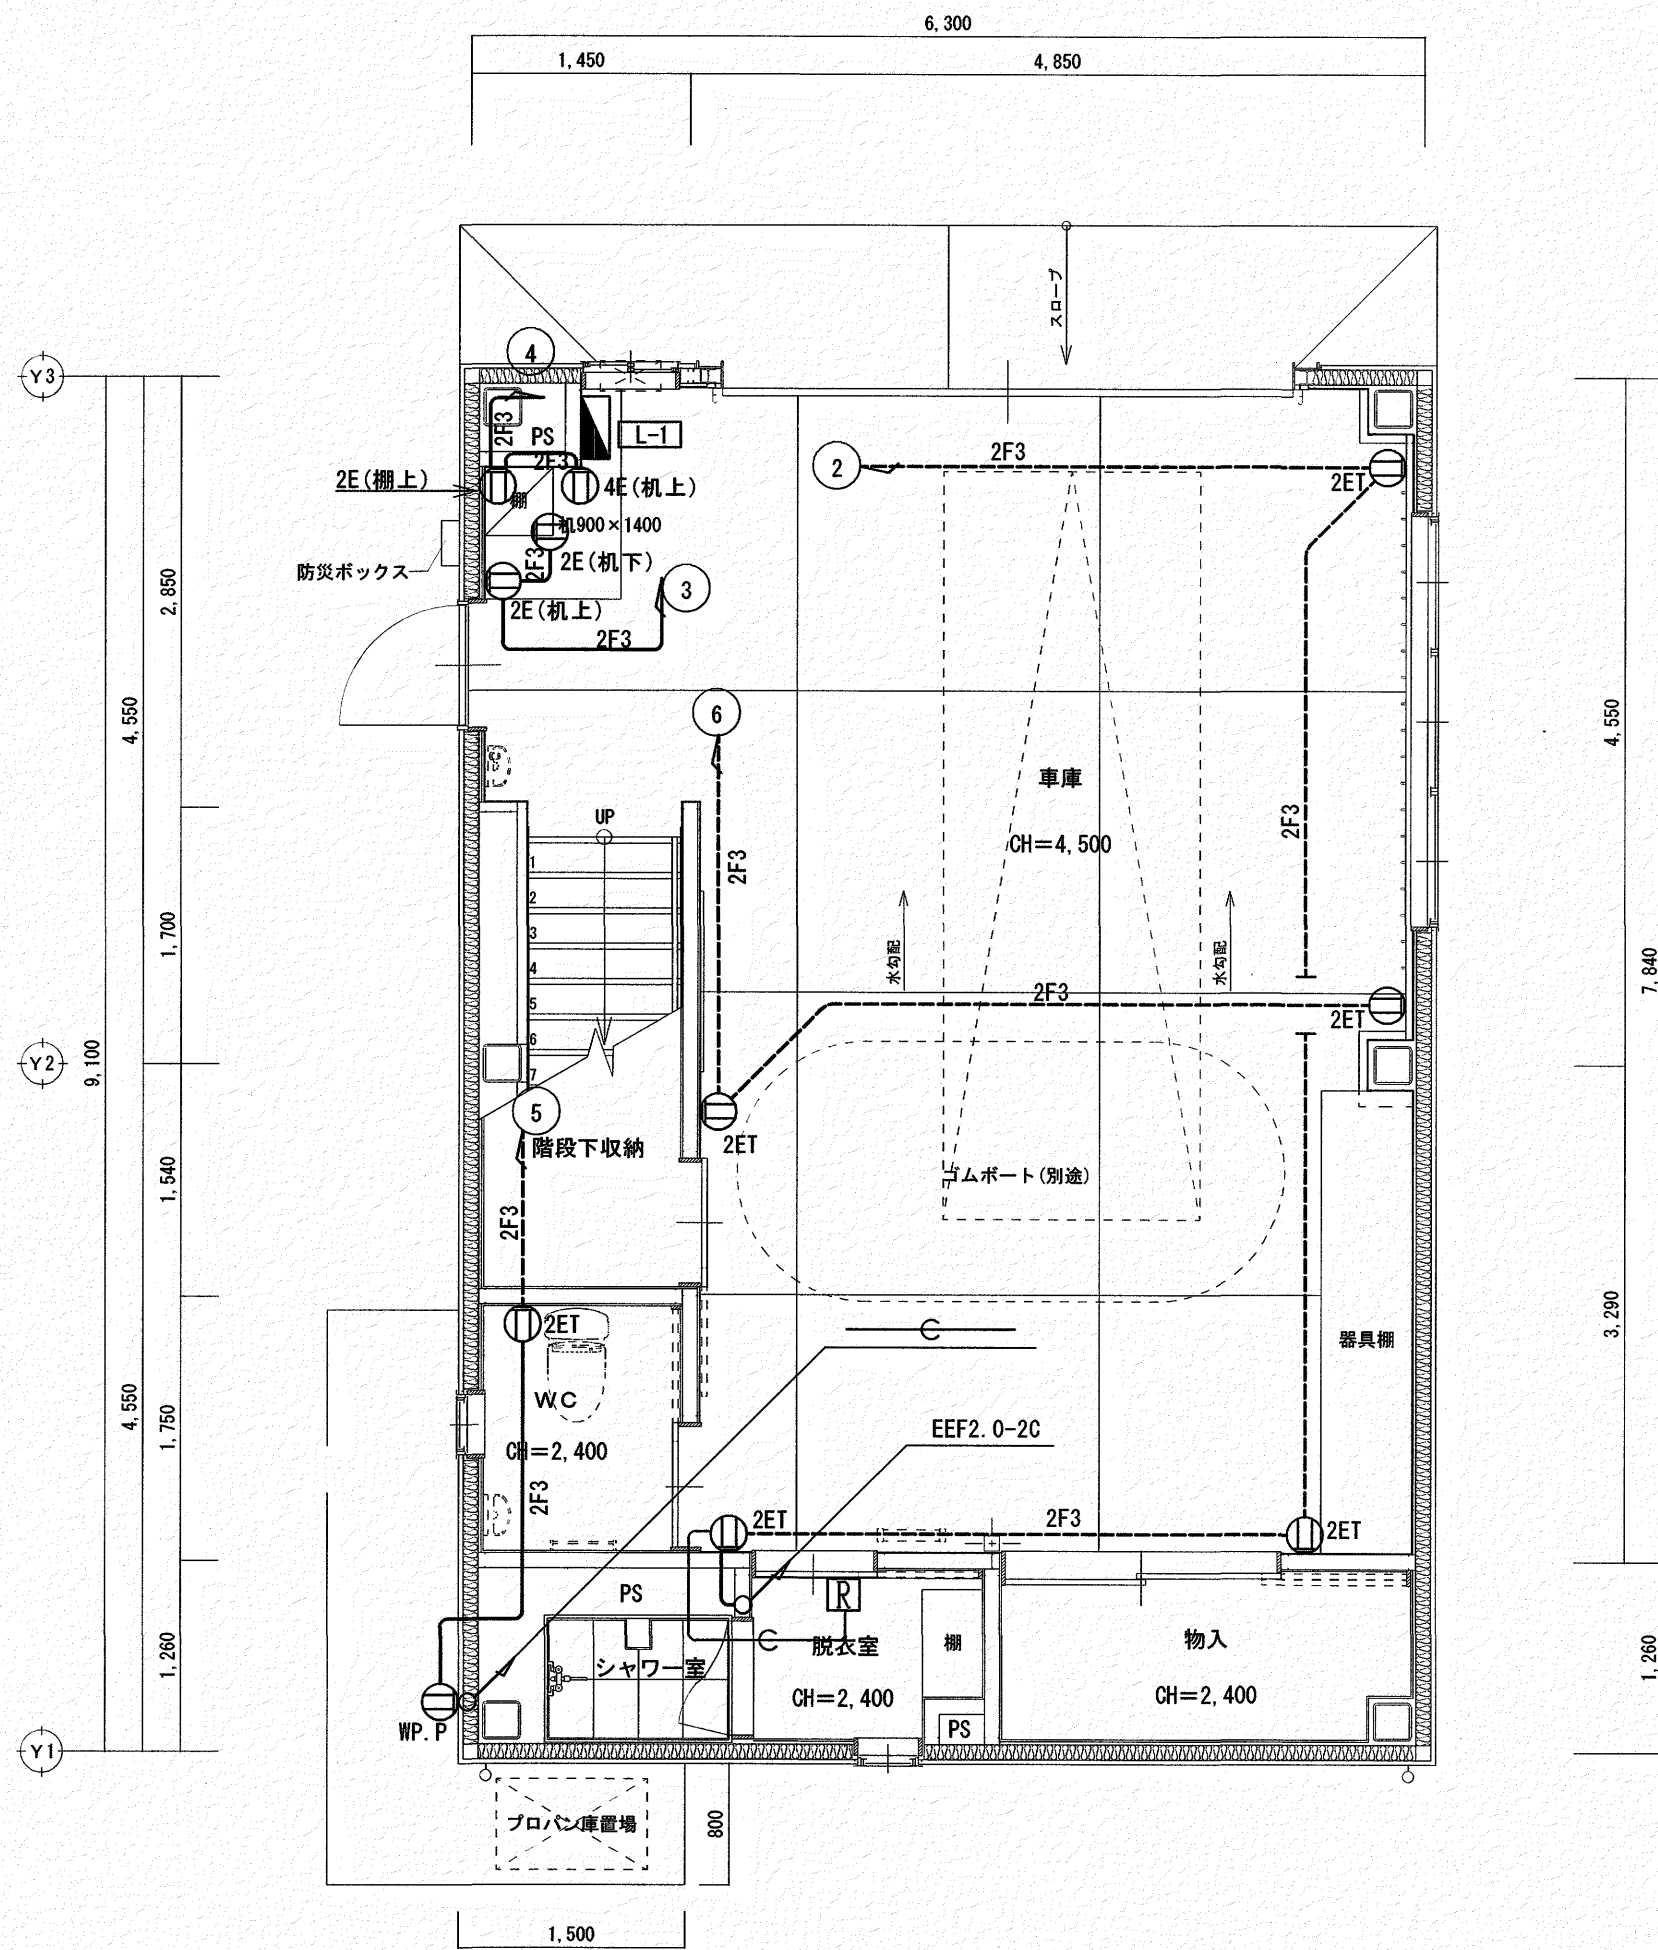 6,300
1,450
4,850
スロープ
4
Y3
2F3
PS
L-1
2F3
2E(棚上)
棚
4E(机上)
机900×1400
2F3
2E(机下)
防災ボックス
2E(机上)
3
2F3
2
2F3
2ET
2,850
4,550
9,100
1,700
1,540
4,550
1,750
1,260
6
2F3
車庫
CH=4,500
2F3
4,550
7,840
3,290
1,260
UP
1
2
3
4
5
6
7
水勾配
水勾配
2F3
2ET
Y2
5
階段下収納
2ET
ゴムボート(別途)
2F3
2ET
WC
CH=2,400
2F3
器具棚
EEF2.0-2C
2ET
2F3
2ET
PS
R
シャワー室
脱衣室
棚
物入
CH=2,400
CH=2,400
WP.P
PS
Y1
プロパン庫置場
800
1,500